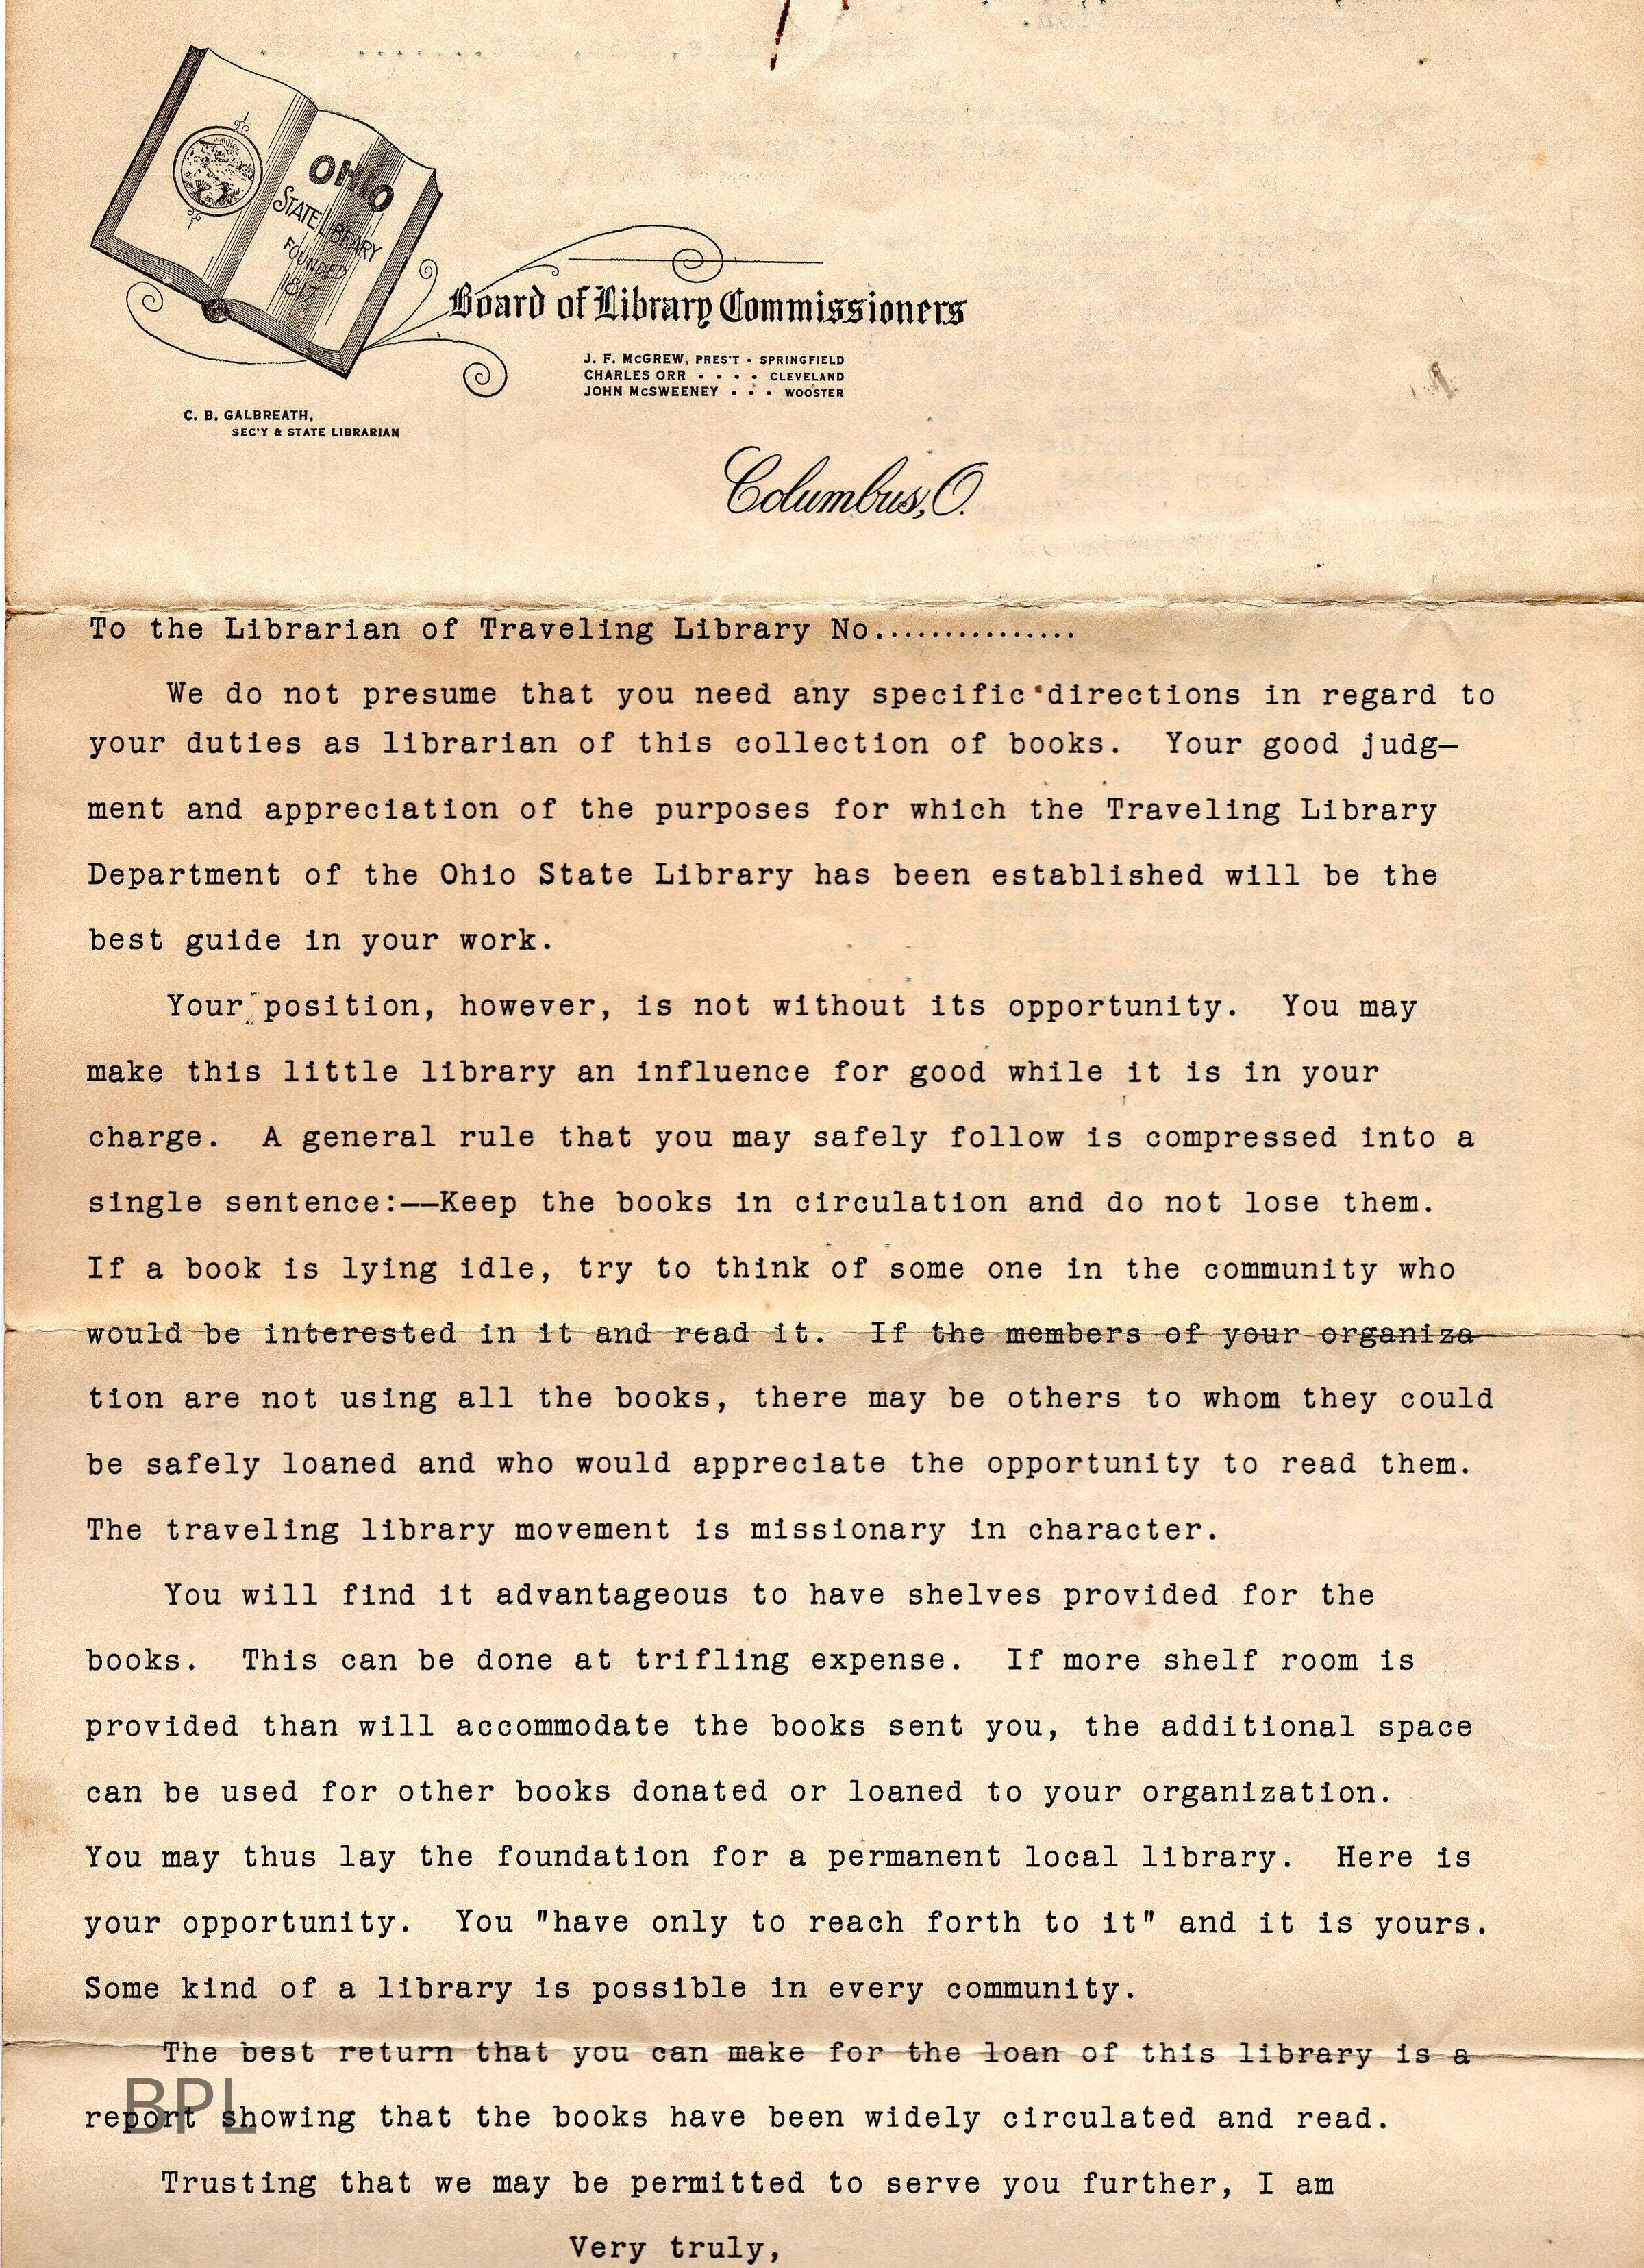 OHIO
STATE LIBRARY
FOUNDED
1817
Board of Library Commissioners
J. F. McGREW, PRES'T - SPRINGFIELD
CHARLES ORR - - - - CLEVELAND
JOHN McSWEENEY - - - WOOSTER
C. B. GALBREATH,
SEC'Y & STATE LIBRARIAN
Columbus, O.
To the Librarian of Traveling Library No...............
We do not presume that you need any specific directions in regard to
your duties as librarian of this collection of books. Your good judg-
ment and appreciation of the purposes for which the Traveling Library
Department of the Ohio State Library has been established will be the
best guide in your work.
Your position, however, is not without its opportunity. You may
make this little library an influence for good while it is in your
charge. A general rule that you may safely follow is compressed into a
single sentence:--Keep the books in circulation and do not lose them.
If a book is lying idle, try to think of some one in the community who
would be interested in it and read it. If the members of your organiza-
tion are not using all the books, there may be others to whom they could
be safely loaned and who would appreciate the opportunity to read them.
The traveling library movement is missionary in character.
You will find it advantageous to have shelves provided for the
books. This can be done at trifling expense. If more shelf room is
provided than will accommodate the books sent you, the additional space
can be used for other books donated or loaned to your organization.
You may thus lay the foundation for a permanent local library. Here is
your opportunity. You "have only to reach forth to it" and it is yours.
Some kind of a library is possible in every community.
The best return that you can make for the loan of this library is a
report showing that the books have been widely circulated and read.
BPL
Trusting that we may be permitted to serve you further, I am
Very truly,